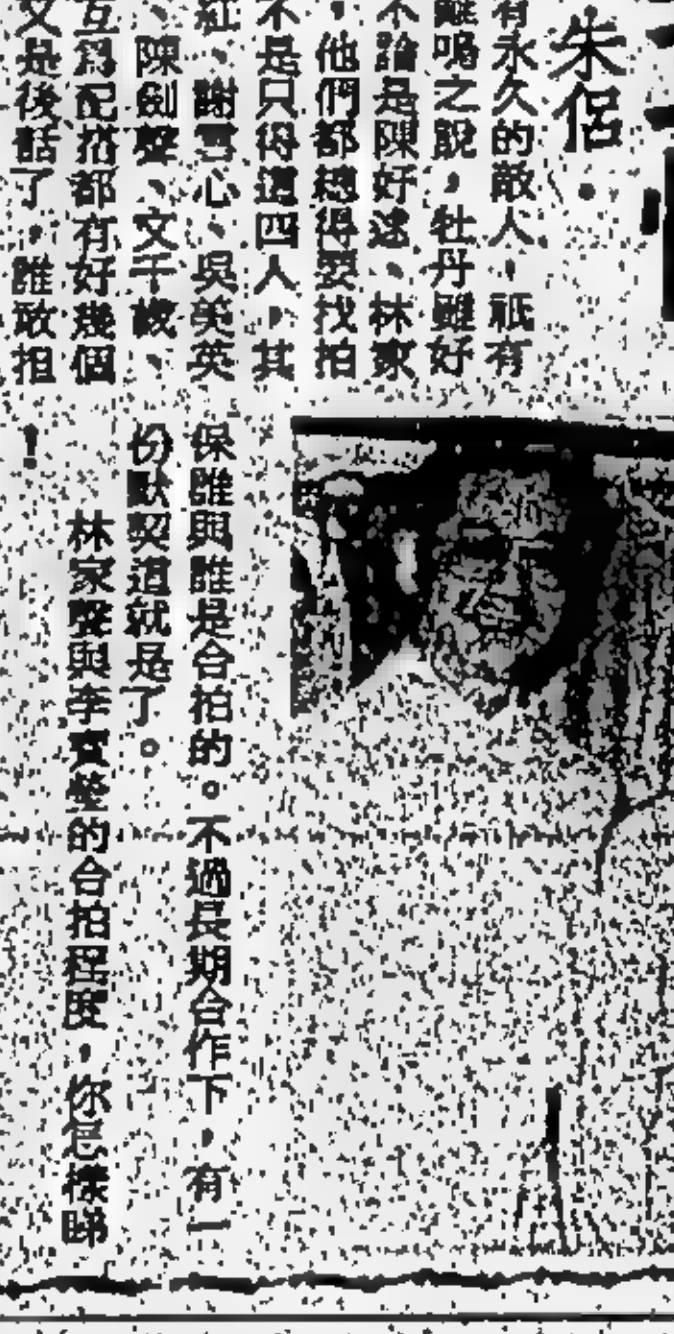 朱侶.
有永久的敵人，祇有
難喝之說，牡丹雖好
不論是陳好逑、林家
，他們都總得要找拍
不是只得這四人，其
紅、謝雪心、吳美英
、陳劍聲、文千歲、
互為配搭都有好幾個
又是後話了，誰敢担
保誰與誰是合拍的。不過長期合作下，有一
份默契道就是了。
林家聲與李寶瑩的合拍程度，你怎樣睇
！